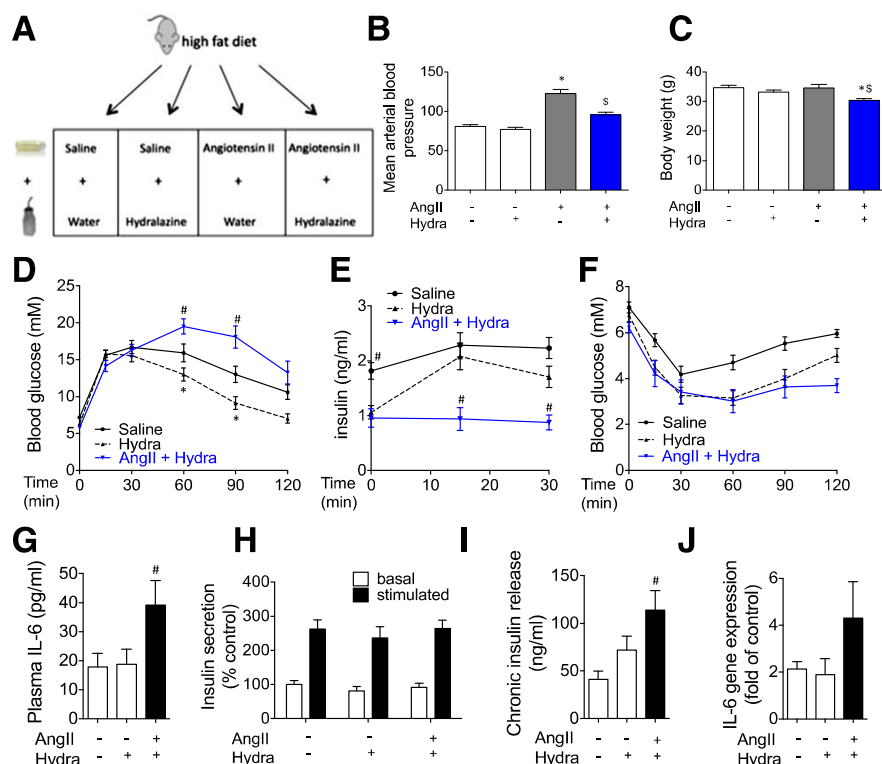 A
high fat diet
Saline Saline Angiotensin II Angiotensin II
+ + + + +
Water Hydralazine Water Hydralazine
B
Mean arterial blood
pressure
150
100
50
0
*
$
AngII - - + +
Hydra - + - +
C
Body weight (g)
40
30
20
10
0
*$
AngII - - + +
Hydra - + - +
D
Blood glucose (mM)
25
20
15
10
5
0
# #
* *
Saline
Hydra
AngII + Hydra
Time
(min)
0 30 60 90 120
E
insulin (ng/ml)
3
2
1
0
Saline
Hydra
AngII + Hydra
#
# #
Time
(min)
0 10 20 30
F
Blood glucose (mM)
8
6
4
2
0
Saline
Hydra
AngII + Hydra
Time
(min)
0 30 60 90 120
G
Plasma IL-6 (pg/ml)
50
40
30
20
10
0
#
AngII - - +
Hydra - + +
H
Insulin secretion
(% control)
400
300
200
100
0
basal
stimulated
AngII - - +
Hydra - + +
I
Chronic insulin release
(ng/ml)
150
100
50
0
#
AngII - - +
Hydra - + +
J
IL-6 gene expression
(fold of control)
6
4
2
0
AngII - - +
Hydra - + +